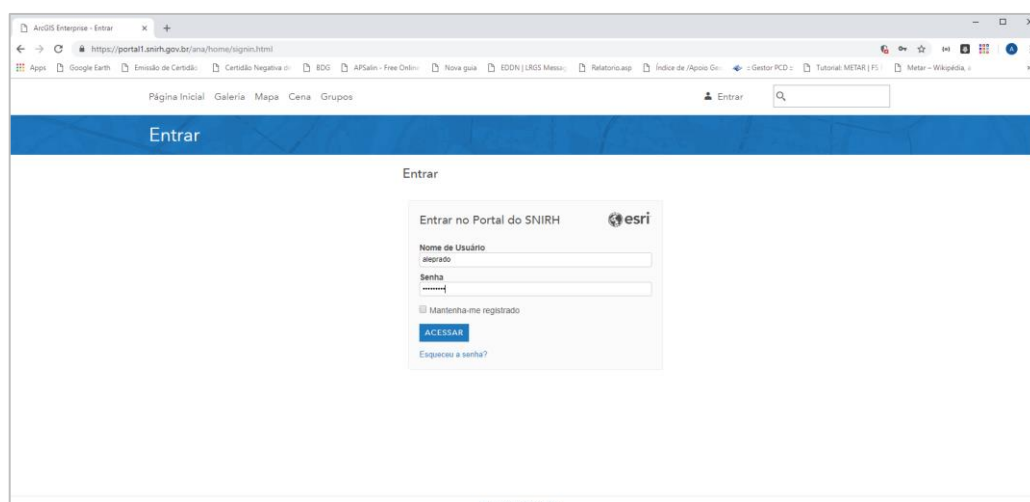 ArcGIS Enterprise - Entrar
https://portal1.snirh.gov.br/ana/home/signin.html
Apps Google Earth Emissão de Certidão Certidão Negativa de BDG APSalin - Free Online Nova guia EDDN | LRGS Messag Relatorio.asp Índice de /Apoio Ge :: Gestor PCD :: Tutorial: METAR | FS Metar – Wikipédia, a
Página Inicial Galeria Mapa Cena Grupos Entrar
Entrar
Entrar
Entrar no Portal do SNIRH esri
Nome de Usuário
aleprado
Senha
Mantenha-me registrado
ACESSAR
Esqueceu a senha?